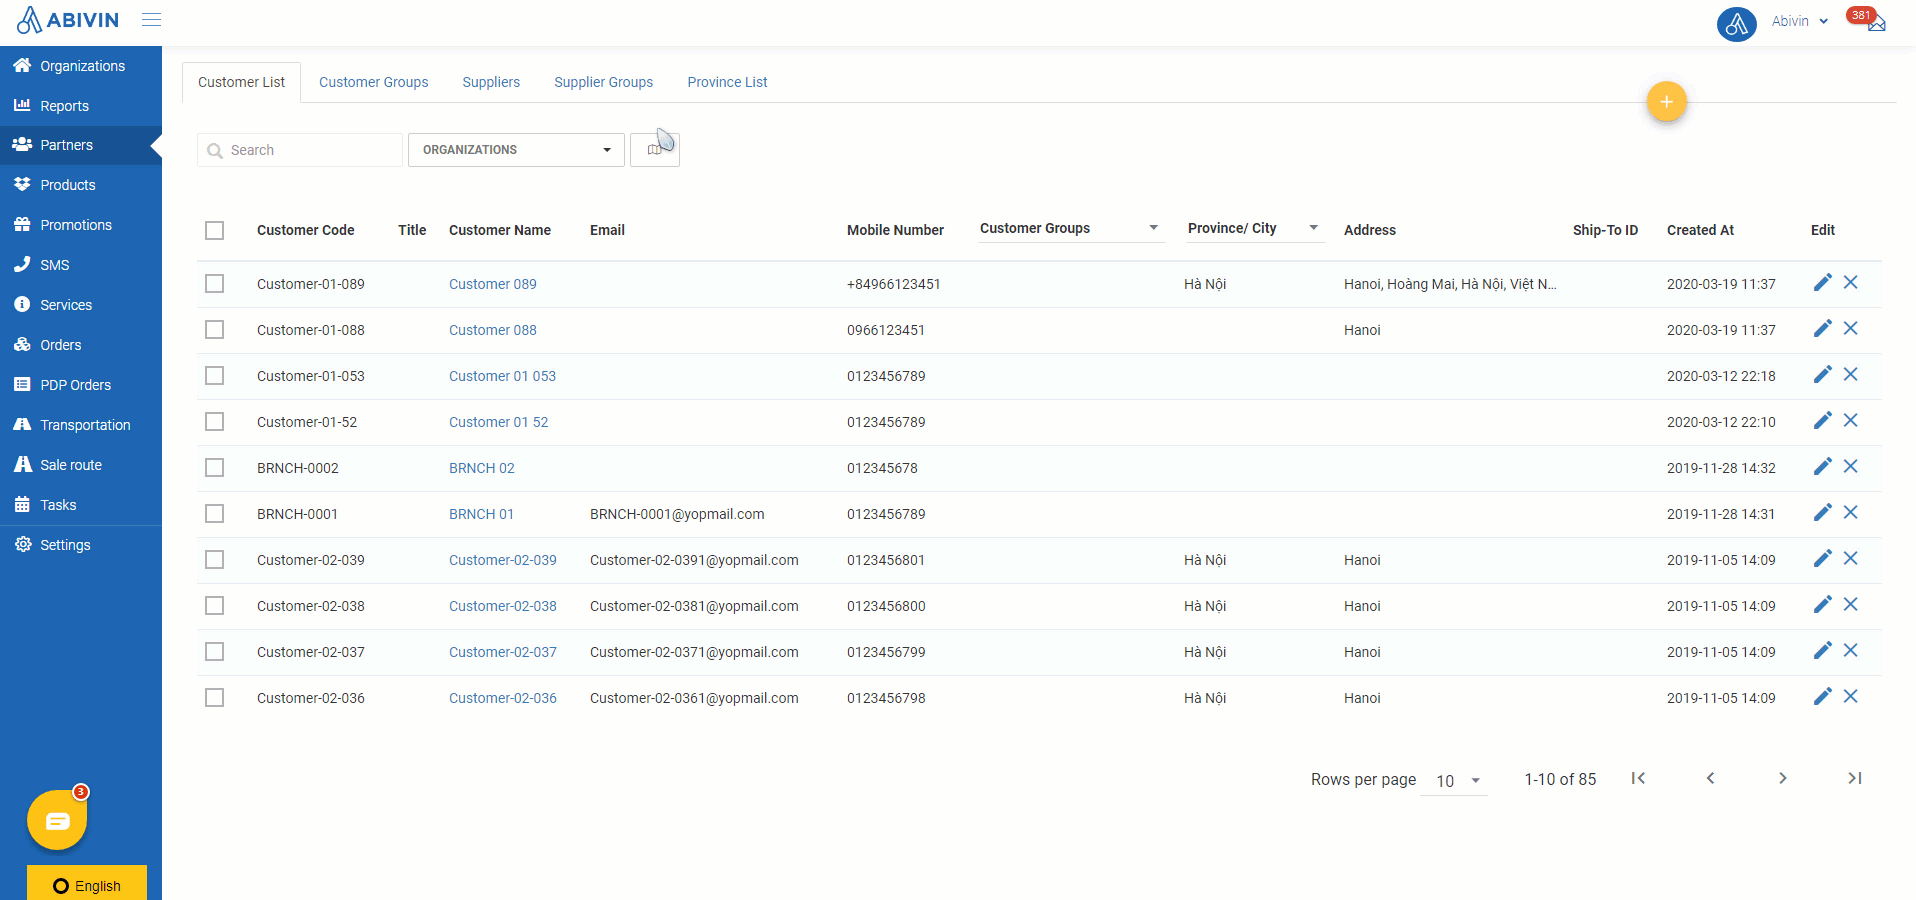 ABIVIN
Abivin
381
Organizations
Reports
Partners
Products
Promotions
SMS
Services
Orders
PDP Orders
Transportation
Sale route
Tasks
Settings
3
English
Customer List Customer Groups Suppliers Supplier Groups Province List
+
Search ORGANIZATIONS
Customer Code Title Customer Name Email Mobile Number Customer Groups Province/ City Address Ship-To ID Created At Edit
Customer-01-089 Customer 089 +84966123451 Hà Nội Hanoi, Hoàng Mai, Hà Nội, Việt N... 2020-03-19 11:37
Customer-01-088 Customer 088 0966123451 Hanoi 2020-03-19 11:37
Customer-01-053 Customer 01 053 0123456789 2020-03-12 22:18
Customer-01-52 Customer 01 52 0123456789 2020-03-12 22:10
BRNCH-0002 BRNCH 02 012345678 2019-11-28 14:32
BRNCH-0001 BRNCH 01 BRNCH-0001@yopmail.com 0123456789 2019-11-28 14:31
Customer-02-039 Customer-02-039 Customer-02-0391@yopmail.com 0123456801 Hà Nội Hanoi 2019-11-05 14:09
Customer-02-038 Customer-02-038 Customer-02-0381@yopmail.com 0123456800 Hà Nội Hanoi 2019-11-05 14:09
Customer-02-037 Customer-02-037 Customer-02-0371@yopmail.com 0123456799 Hà Nội Hanoi 2019-11-05 14:09
Customer-02-036 Customer-02-036 Customer-02-0361@yopmail.com 0123456798 Hà Nội Hanoi 2019-11-05 14:09
Rows per page 10 1-10 of 85